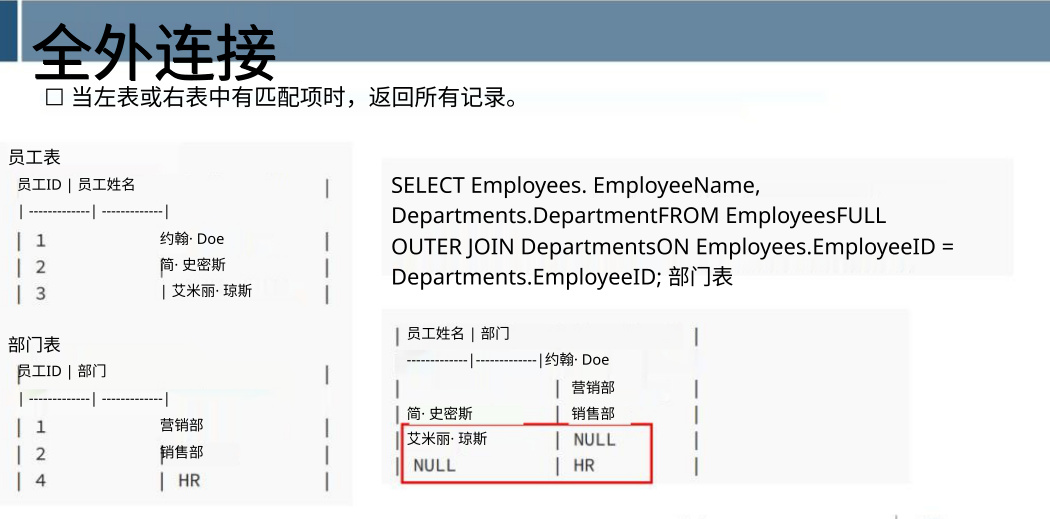 全外连接
☐ 当左表或右表中有匹配项时，返回所有记录。
员工表
员工ID | 员工姓名 |
| -------------| -------------|
| 1 约翰· Doe |
| 2 | 简· 史密斯 |
| 3 | 艾米丽· 琼斯 |
部门表
员工ID | 部门 |
| -------------| -------------|
| 1 营销部 |
| 2 | 销售部 |
| 4 | HR |
SELECT Employees. EmployeeName,
Departments.DepartmentFROM EmployeesFULL
OUTER JOIN DepartmentsON Employees.EmployeeID =
Departments.EmployeeID; 部门表
| 员工姓名 | 部门 |
-------------|-------------|约翰· Doe
| | 营销部 |
| 简· 史密斯 | 销售部 |
| 艾米丽· 琼斯 | NULL |
| NULL | HR |